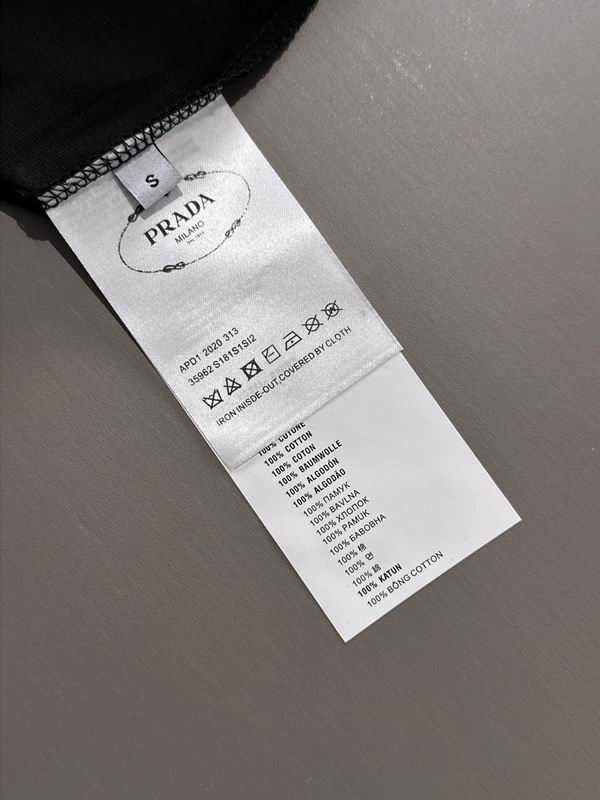 S
PRADA
MILANO
APD1 2020 313
35962 S181S1SI2
IRON INISDE-OUT,COVERED BY CLOTH
100% COTONE
100% COTTON
100% COTON
100% BAUMWOLLE
100% ALGODÓN
100% ALGODÃO
100% ПАМУК
100% BAVLNA
100% ХЛОПОК
100% PAMUK
100% БАВОВНА
100% 棉
100% 면
100% 綿
100% KATUN
100% BÔNG COTTON